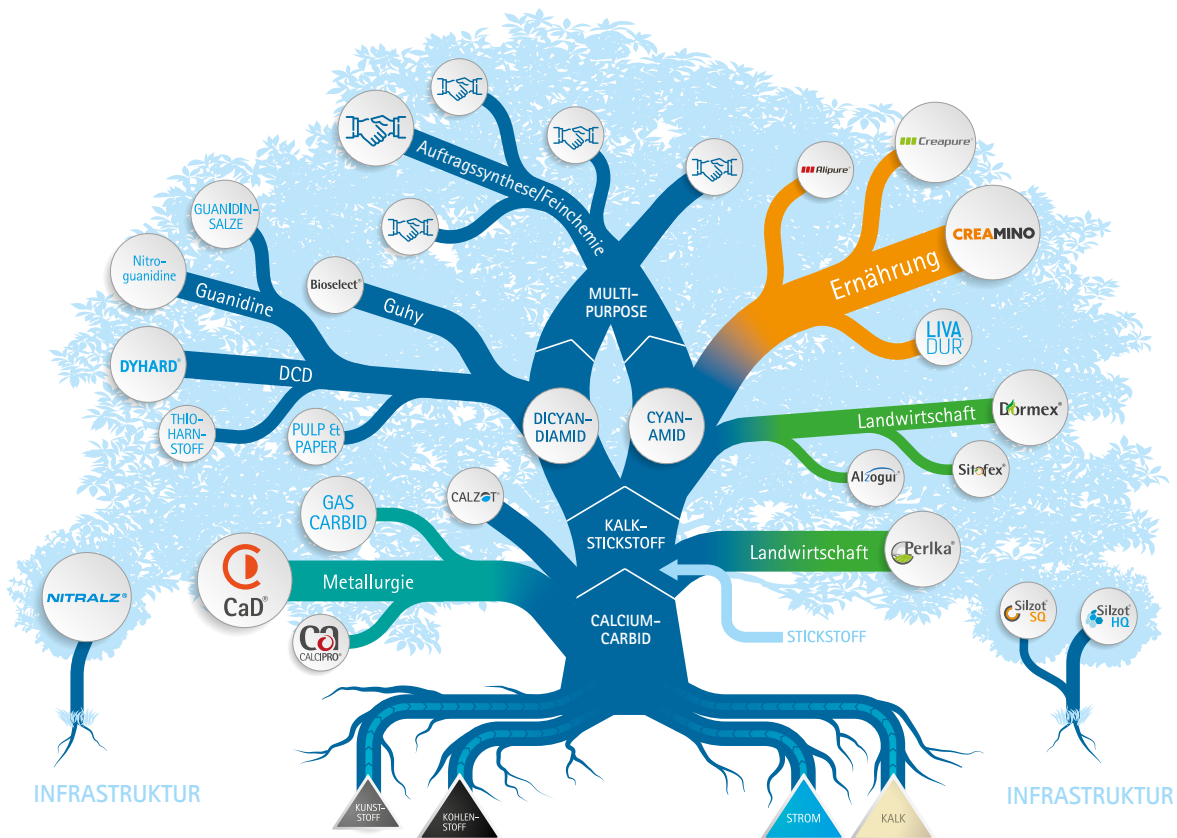 Auftragssynthese/Feinchemie
Alipure®
Creapure®
CREAMINO
Ernährung
LIVA
DUR®
GUANIDIN-
SALZE
Nitro-
guanidine
Guanidine
Bioselect®
Guhy
MULTI-
PURPOSE
DYHARD®
DCD
THIO-
HARN-
STOFF
PULP &
PAPER
DICYAN-
DIAMID
CYAN-
AMID
Landwirtschaft
Dormex®
Alzogur®
Sitofex®
GAS
CARBID
CALZOT®
KALK-
STICKSTOFF
Landwirtschaft
Perlka®
CaD®
Metallurgie
ca
CALCIPRO®
CALCIUM-
CARBID
STICKSTOFF
NITRALZ®
Silzot®
SQ
Silzot®
HQ
INFRASTRUKTUR
INFRASTRUKTUR
KUNST-
STOFF
KOHLEN-
STOFF
STROM
KALK